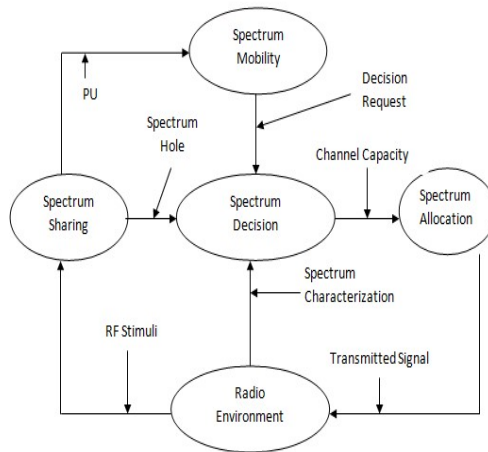 Spectrum
Mobility
PU
Decision
Request
Spectrum
Hole
Channel Capacity
Spectrum
Sharing
Spectrum
Decision
Spectrum
Allocation
Spectrum
Characterization
RF Stimuli
Transmitted Signal
Radio
Environment